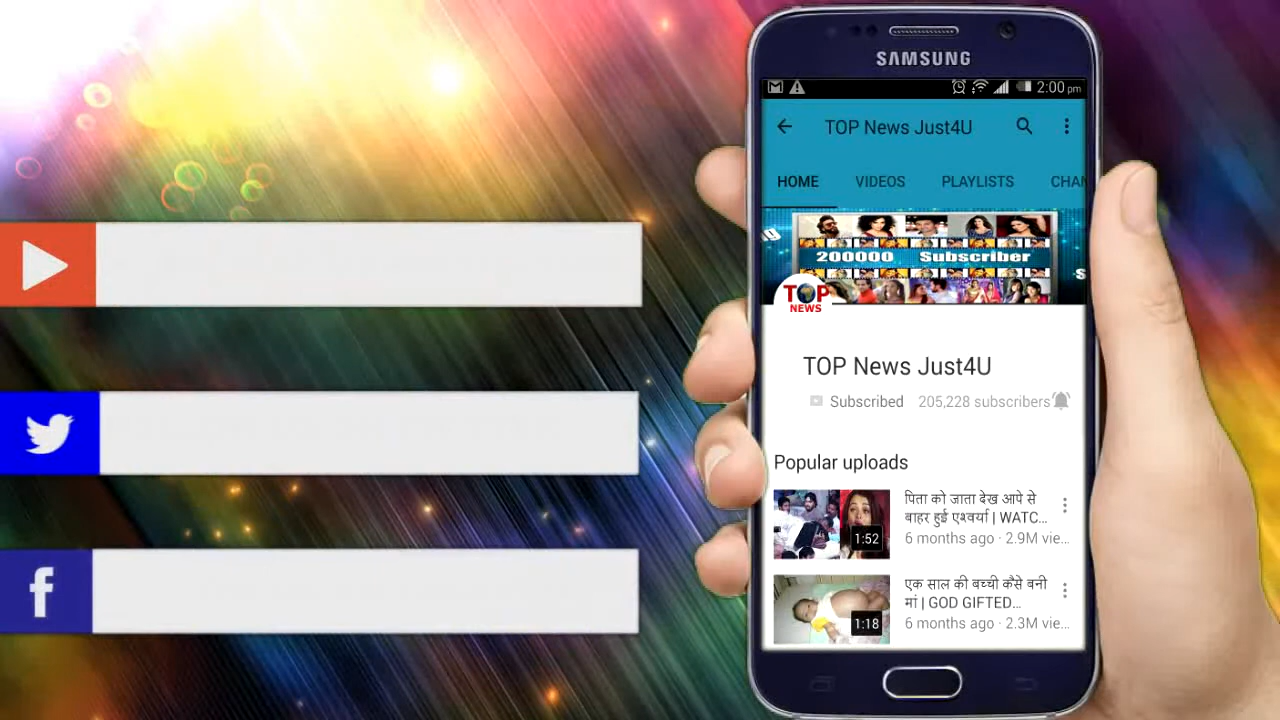 SAMSUNG
2:00 pm
TOP News Just4U
HOME VIDEOS PLAYLISTS CHAN
200000 Subscriber
TOP
NEWS
TOP News Just4U
Subscribed 205,228 subscribers
Popular uploads
पिता को जाता देख आपे से
बाहर हुई एश्वर्या | WATC...
6 months ago · 2.9M vie...
1:52
एक साल की बच्ची कैसे बनी
मां | GOD GIFTED...
6 months ago · 2.3M vie...
1:18